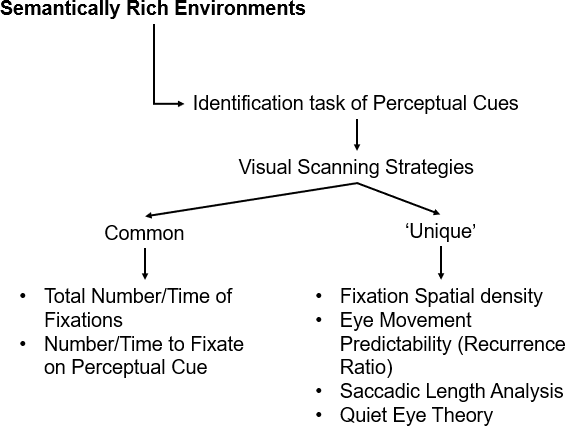 Semantically Rich Environments
Identification task of Perceptual Cues
Visual Scanning Strategies
Common
‘Unique’
• Total Number/Time of
Fixations
• Number/Time to Fixate
on Perceptual Cue
• Fixation Spatial density
• Eye Movement
Predictability (Recurrence
Ratio)
• Saccadic Length Analysis
• Quiet Eye Theory